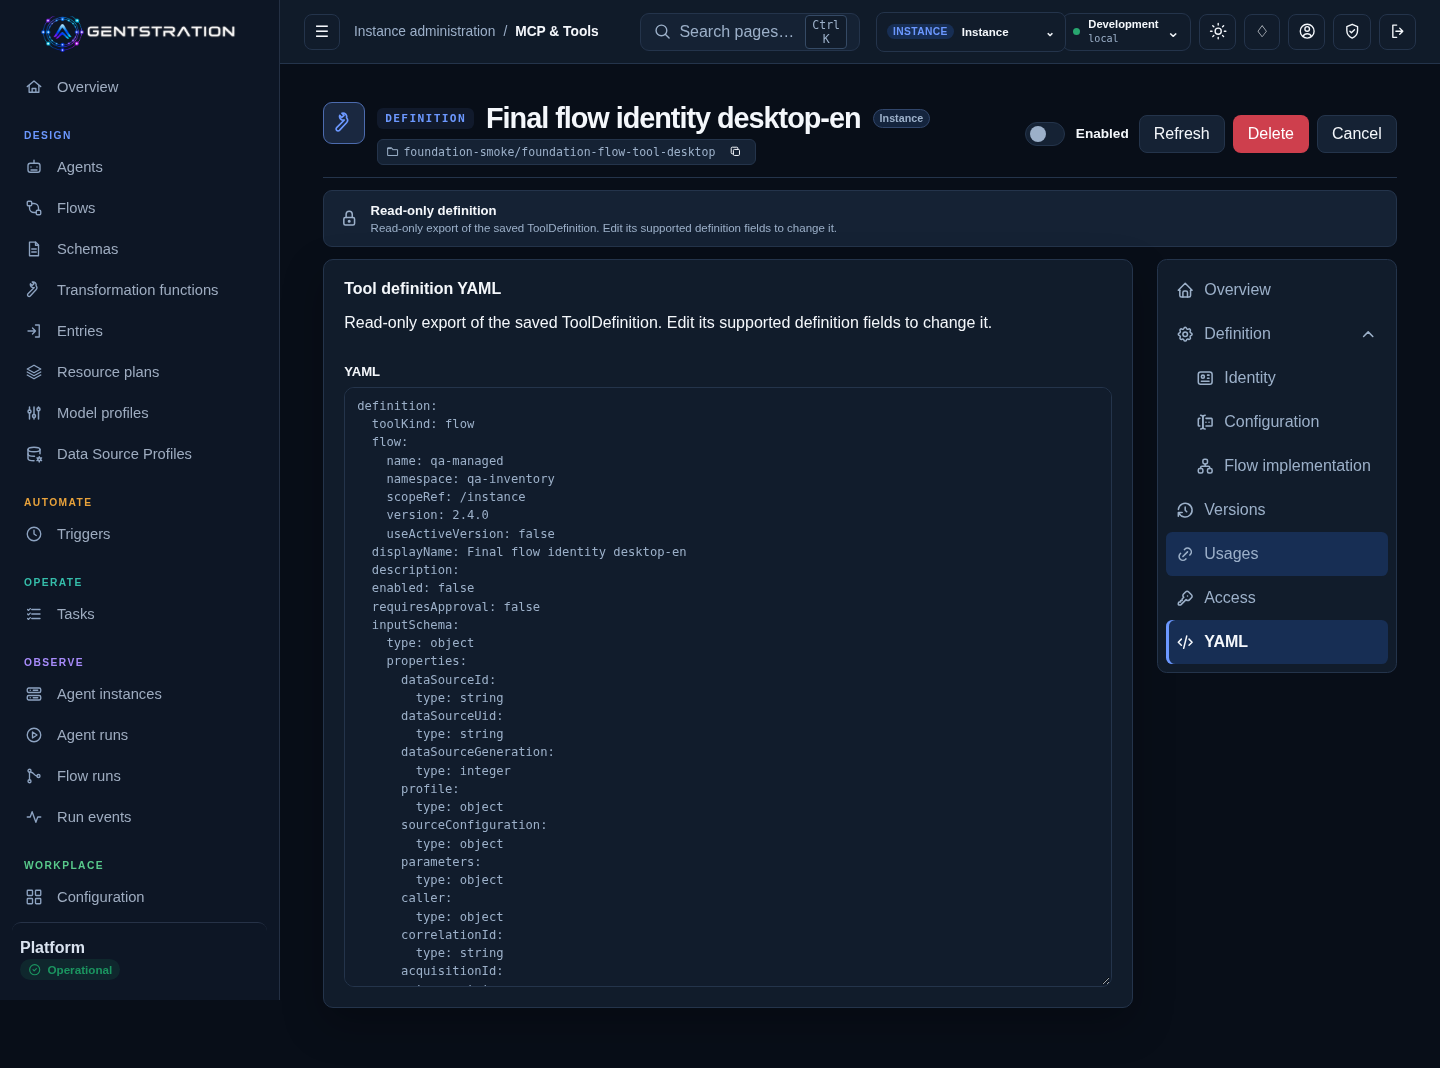 GENTSTRATION
Overview
DESIGN
Agents
Flows
Schemas
Transformation functions
Entries
Resource plans
Model profiles
Data Source Profiles
AUTOMATE
Triggers
OPERATE
Tasks
OBSERVE
Agent instances
Agent runs
Flow runs
Run events
WORKPLACE
Configuration
Platform
Operational
Instance administration / MCP & Tools
Search pages…
Ctrl K
INSTANCE Instance
Development
local
DEFINITION Final flow identity desktop-en Instance
foundation-smoke/foundation-flow-tool-desktop
Enabled Refresh Delete Cancel
Read-only definition
Read-only export of the saved ToolDefinition. Edit its supported definition fields to change it.
Tool definition YAML
Read-only export of the saved ToolDefinition. Edit its supported definition fields to change it.
YAML
definition:
  toolKind: flow
  flow:
    name: qa-managed
    namespace: qa-inventory
    scopeRef: /instance
    version: 2.4.0
    useActiveVersion: false
  displayName: Final flow identity desktop-en
  description:
  enabled: false
  requiresApproval: false
  inputSchema:
    type: object
    properties:
      dataSourceId:
        type: string
      dataSourceUid:
        type: string
      dataSourceGeneration:
        type: integer
      profile:
        type: object
      sourceConfiguration:
        type: object
      parameters:
        type: object
      caller:
        type: object
      correlationId:
        type: string
      acquisitionId:
Overview
Definition
Identity
Configuration
Flow implementation
Versions
Usages
Access
YAML